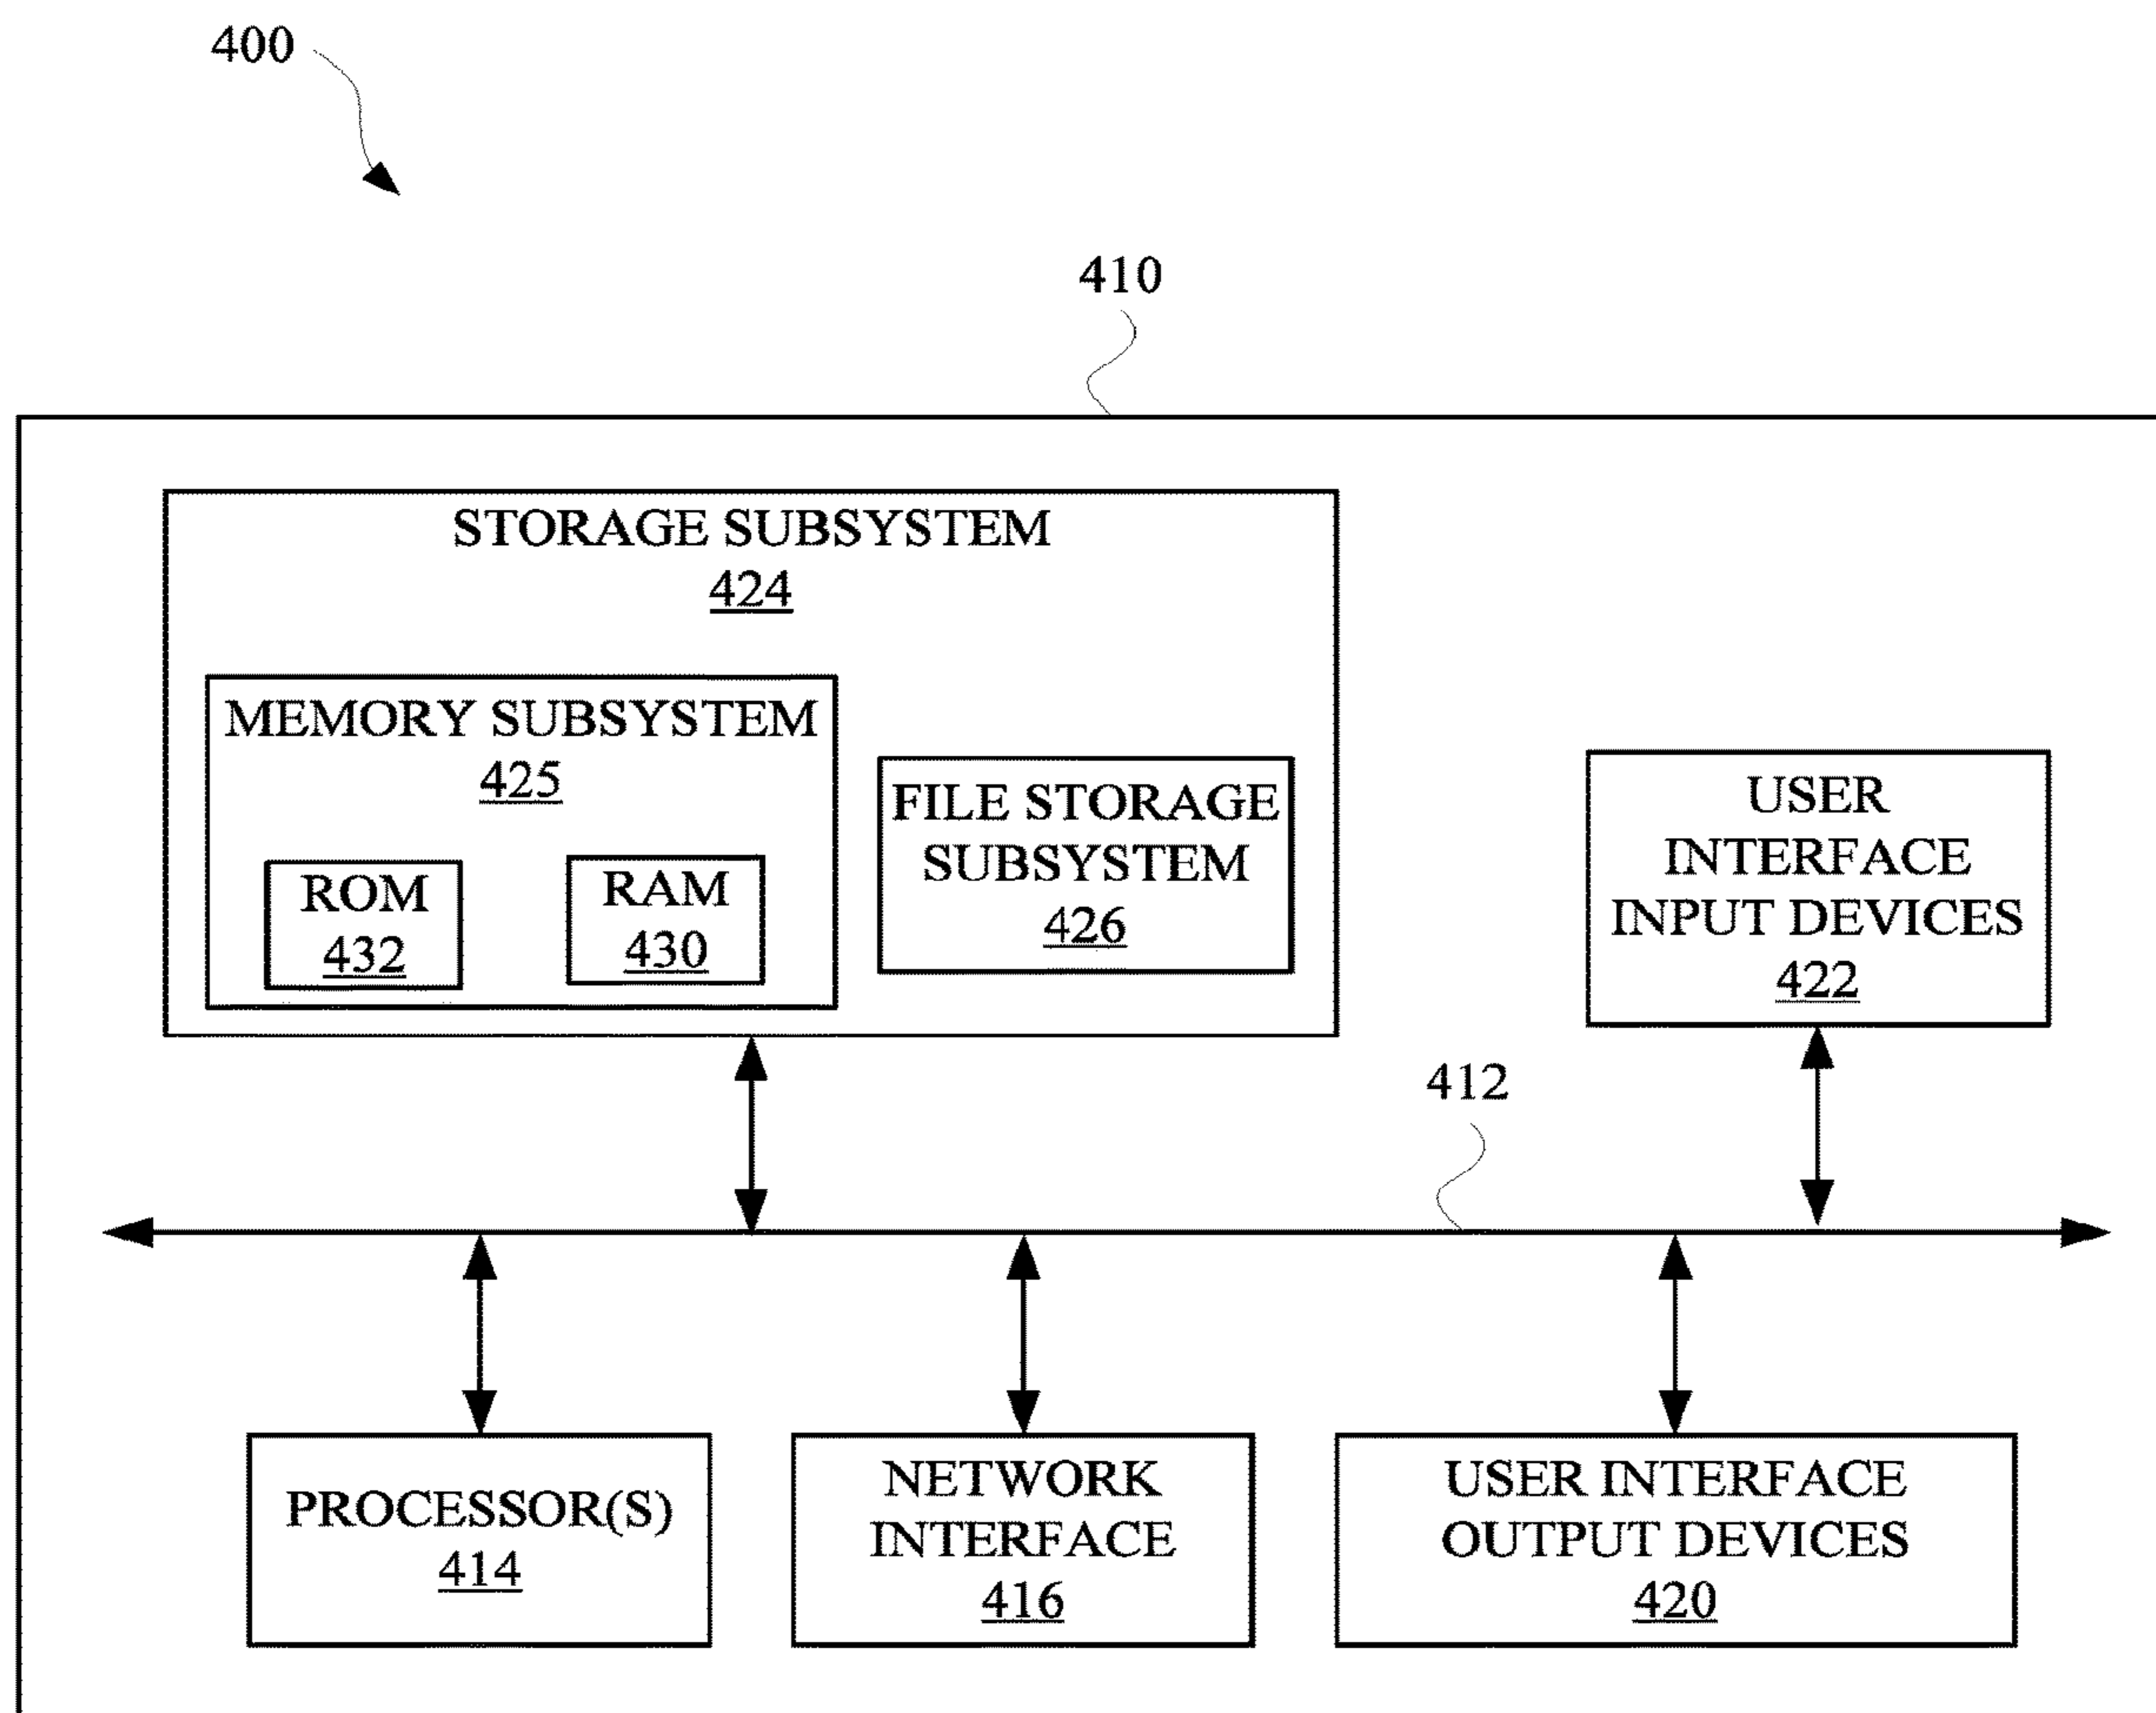 400
410
STORAGE SUBSYSTEM
424
MEMORY SUBSYSTEM
425
ROM
432
RAM
430
FILE STORAGE
SUBSYSTEM
426
USER
INTERFACE
INPUT DEVICES
422
412
PROCESSOR(S)
414
NETWORK
INTERFACE
416
USER INTERFACE
OUTPUT DEVICES
420